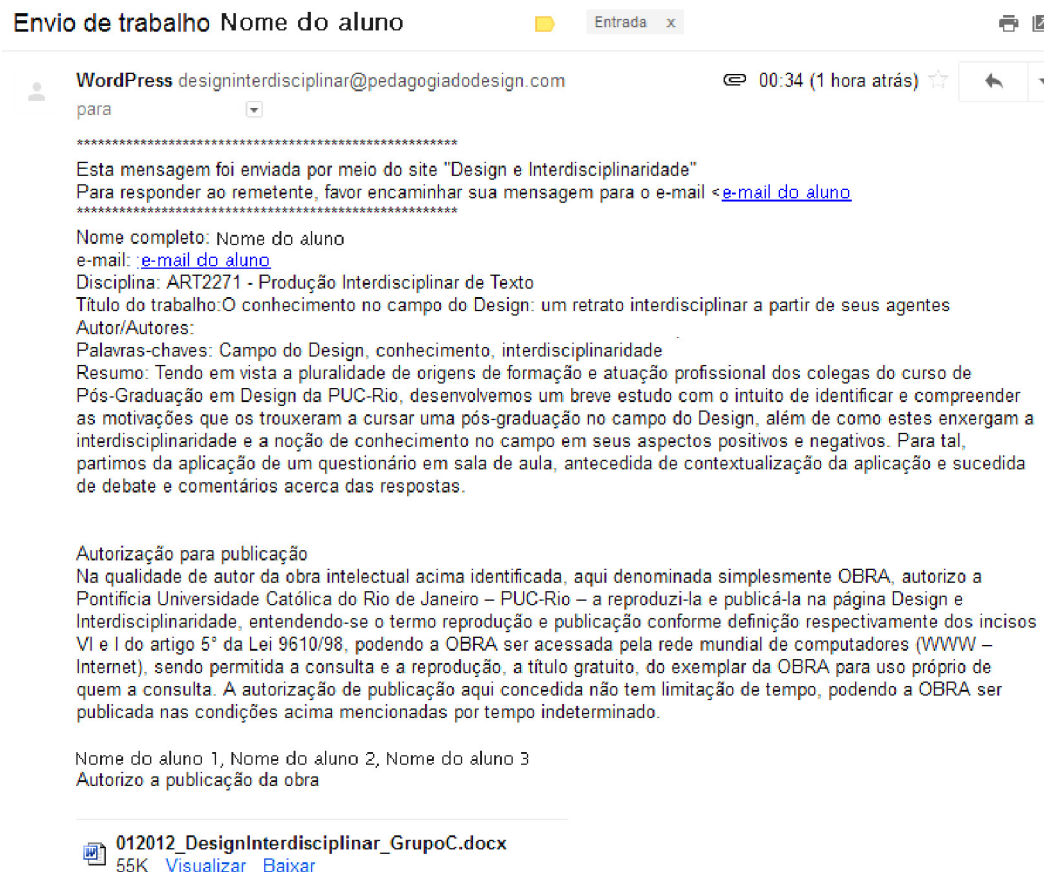 Envio de trabalho Nome do aluno
Entrada x
WordPress designinterdisciplinar@pedagogiadodesign.com
00:34 (1 hora atrás)
para
******************************************************
Esta mensagem foi enviada por meio do site "Design e Interdisciplinaridade"
Para responder ao remetente, favor encaminhar sua mensagem para o e-mail <e-mail do aluno
******************************************************
Nome completo: Nome do aluno
e-mail: :e-mail do aluno
Disciplina: ART2271 - Produção Interdisciplinar de Texto
Título do trabalho:O conhecimento no campo do Design: um retrato interdisciplinar a partir de seus agentes
Autor/Autores:
Palavras-chaves: Campo do Design, conhecimento, interdisciplinaridade
Resumo: Tendo em vista a pluralidade de origens de formação e atuação profissional dos colegas do curso de
Pós-Graduação em Design da PUC-Rio, desenvolvemos um breve estudo com o intuito de identificar e compreender
as motivações que os trouxeram a cursar uma pós-graduação no campo do Design, além de como estes enxergam a
interdisciplinaridade e a noção de conhecimento no campo em seus aspectos positivos e negativos. Para tal,
partimos da aplicação de um questionário em sala de aula, antecedida de contextualização da aplicação e sucedida
de debate e comentários acerca das respostas.
Autorização para publicação
Na qualidade de autor da obra intelectual acima identificada, aqui denominada simplesmente OBRA, autorizo a
Pontifícia Universidade Católica do Rio de Janeiro – PUC-Rio – a reproduzi-la e publicá-la na página Design e
Interdisciplinaridade, entendendo-se o termo reprodução e publicação conforme definição respectivamente dos incisos
VI e I do artigo 5° da Lei 9610/98, podendo a OBRA ser acessada pela rede mundial de computadores (WWW –
Internet), sendo permitida a consulta e a reprodução, a título gratuito, do exemplar da OBRA para uso próprio de
quem a consulta. A autorização de publicação aqui concedida não tem limitação de tempo, podendo a OBRA ser
publicada nas condições acima mencionadas por tempo indeterminado.
Nome do aluno 1, Nome do aluno 2, Nome do aluno 3
Autorizo a publicação da obra
012012_DesignInterdisciplinar_GrupoC.docx
55K Visualizar Baixar